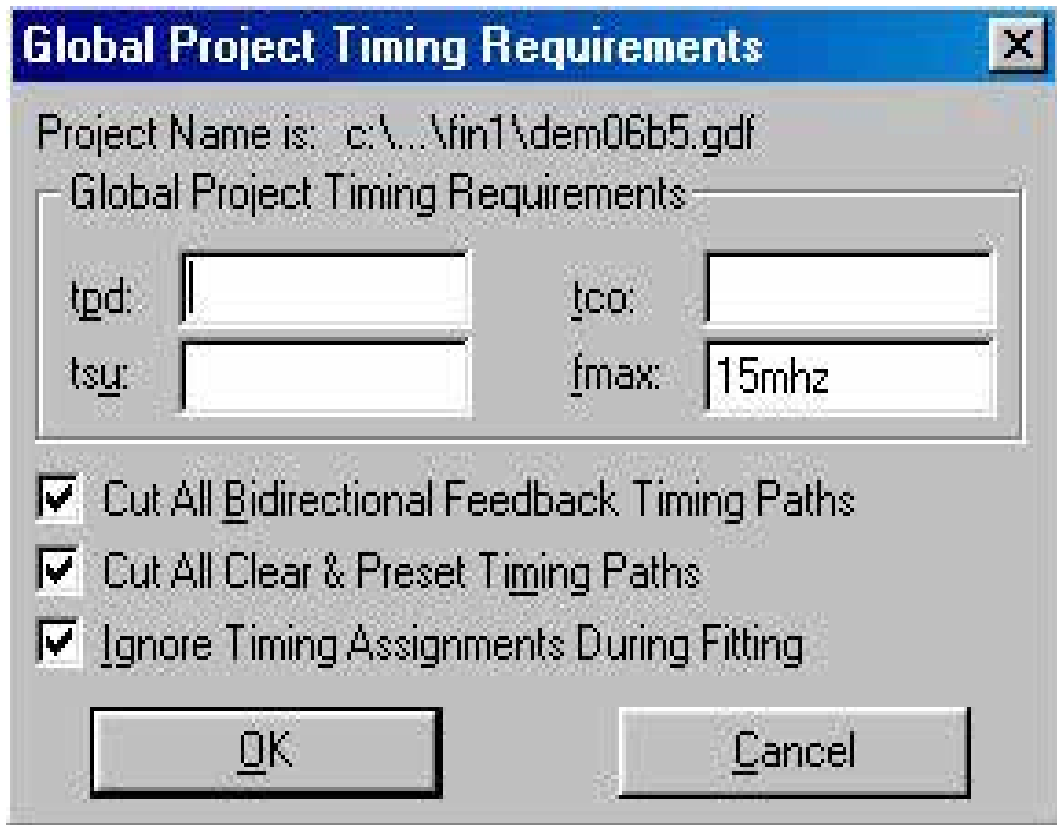 Global Project Timing Requirements
Project Name is: c:\...\fin1\dem06b5.gdf
Global Project Timing Requirements
tpd: tco:
tsu: fmax: 15mhz
Cut All Bidirectional Feedback Timing Paths
Cut All Clear & Preset Timing Paths
Ignore Timing Assignments During Fitting
OK Cancel